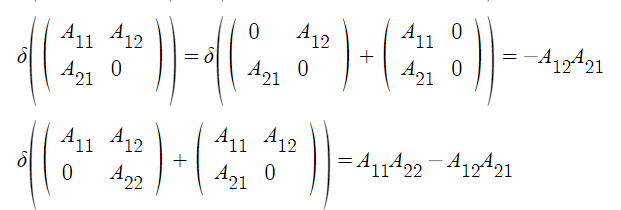 δ((A₁₁ A₁₂; A₂₁ 0)) = δ((0 A₁₂; A₂₁ 0) + (A₁₁ 0; A₂₁ 0)) = −A₁₂A₂₁
δ((A₁₁ A₁₂; 0 A₂₂) + (A₁₁ A₁₂; A₂₁ 0)) = A₁₁A₂₂ − A₁₂A₂₁